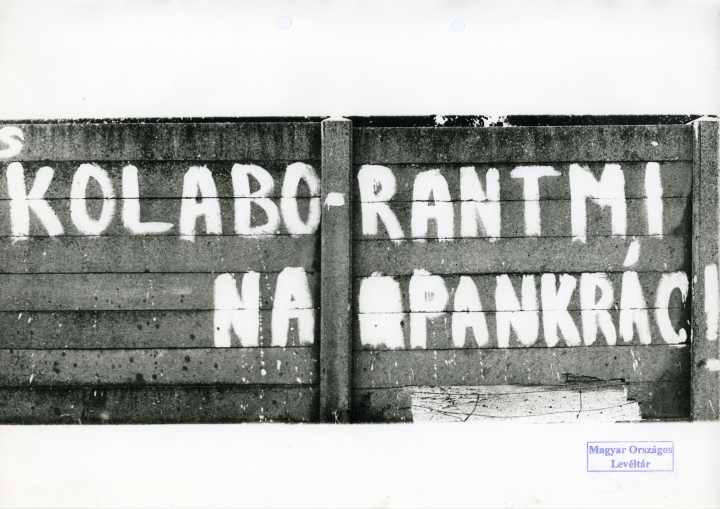 S
KOLABO-RANTMI
NA PANKRÁC!
Magyar Országos
Levéltár